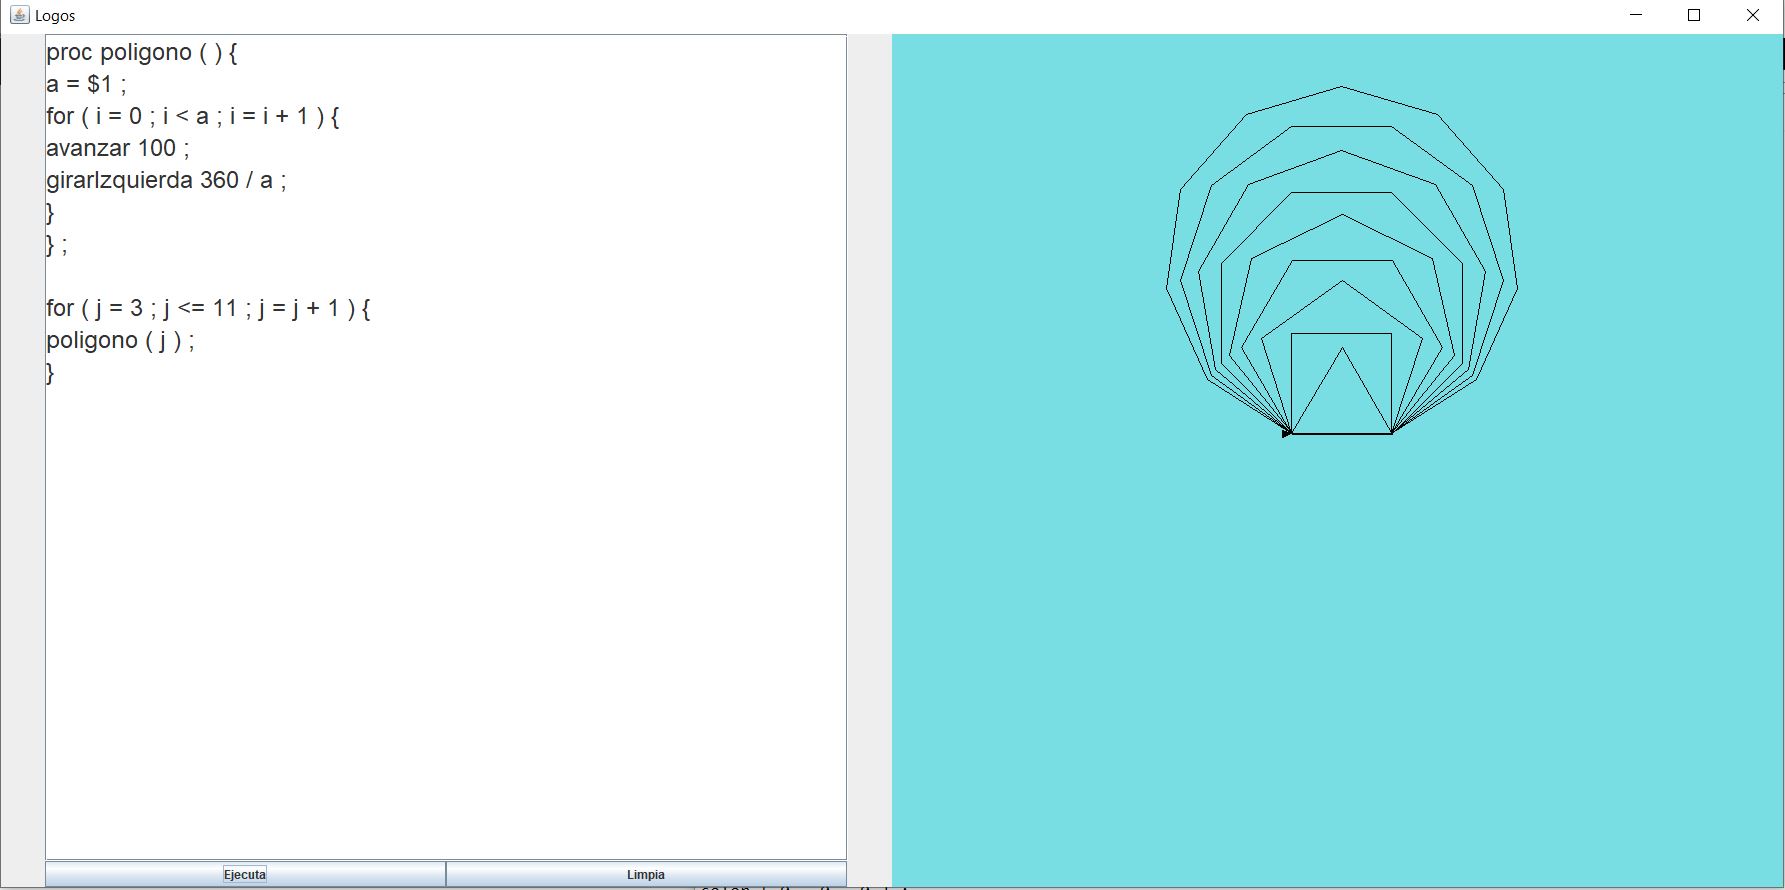 Logos
proc poligono ( ) {
a = $1 ;
for ( i = 0 ; i < a ; i = i + 1 ) {
avanzar 100 ;
girarIzquierda 360 / a ;
}
} ;
for ( j = 3 ; j <= 11 ; j = j + 1 ) {
poligono ( j ) ;
}
Ejecuta
Limpia